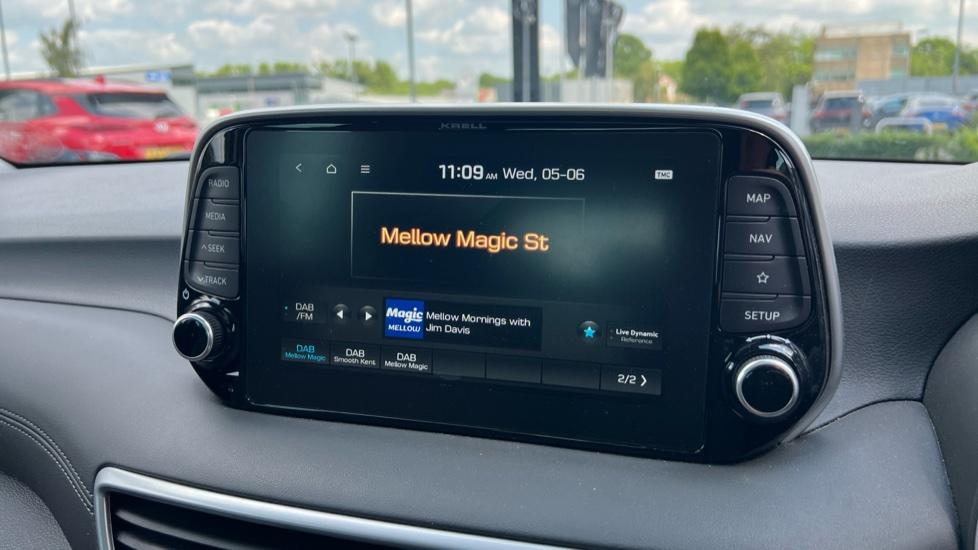 KRELL
11:09 AM Wed, 05-06
TMC
RADIO
MEDIA
SEEK
TRACK
Mellow Magic St
MAP
NAV
SETUP
DAB
/FM
Magic
MELLOW
Mellow Mornings with
Jim Davis
Live Dynamic
Reference
DAB
Mellow Magic
DAB
Smooth Kent
DAB
Mellow Magic
2/2